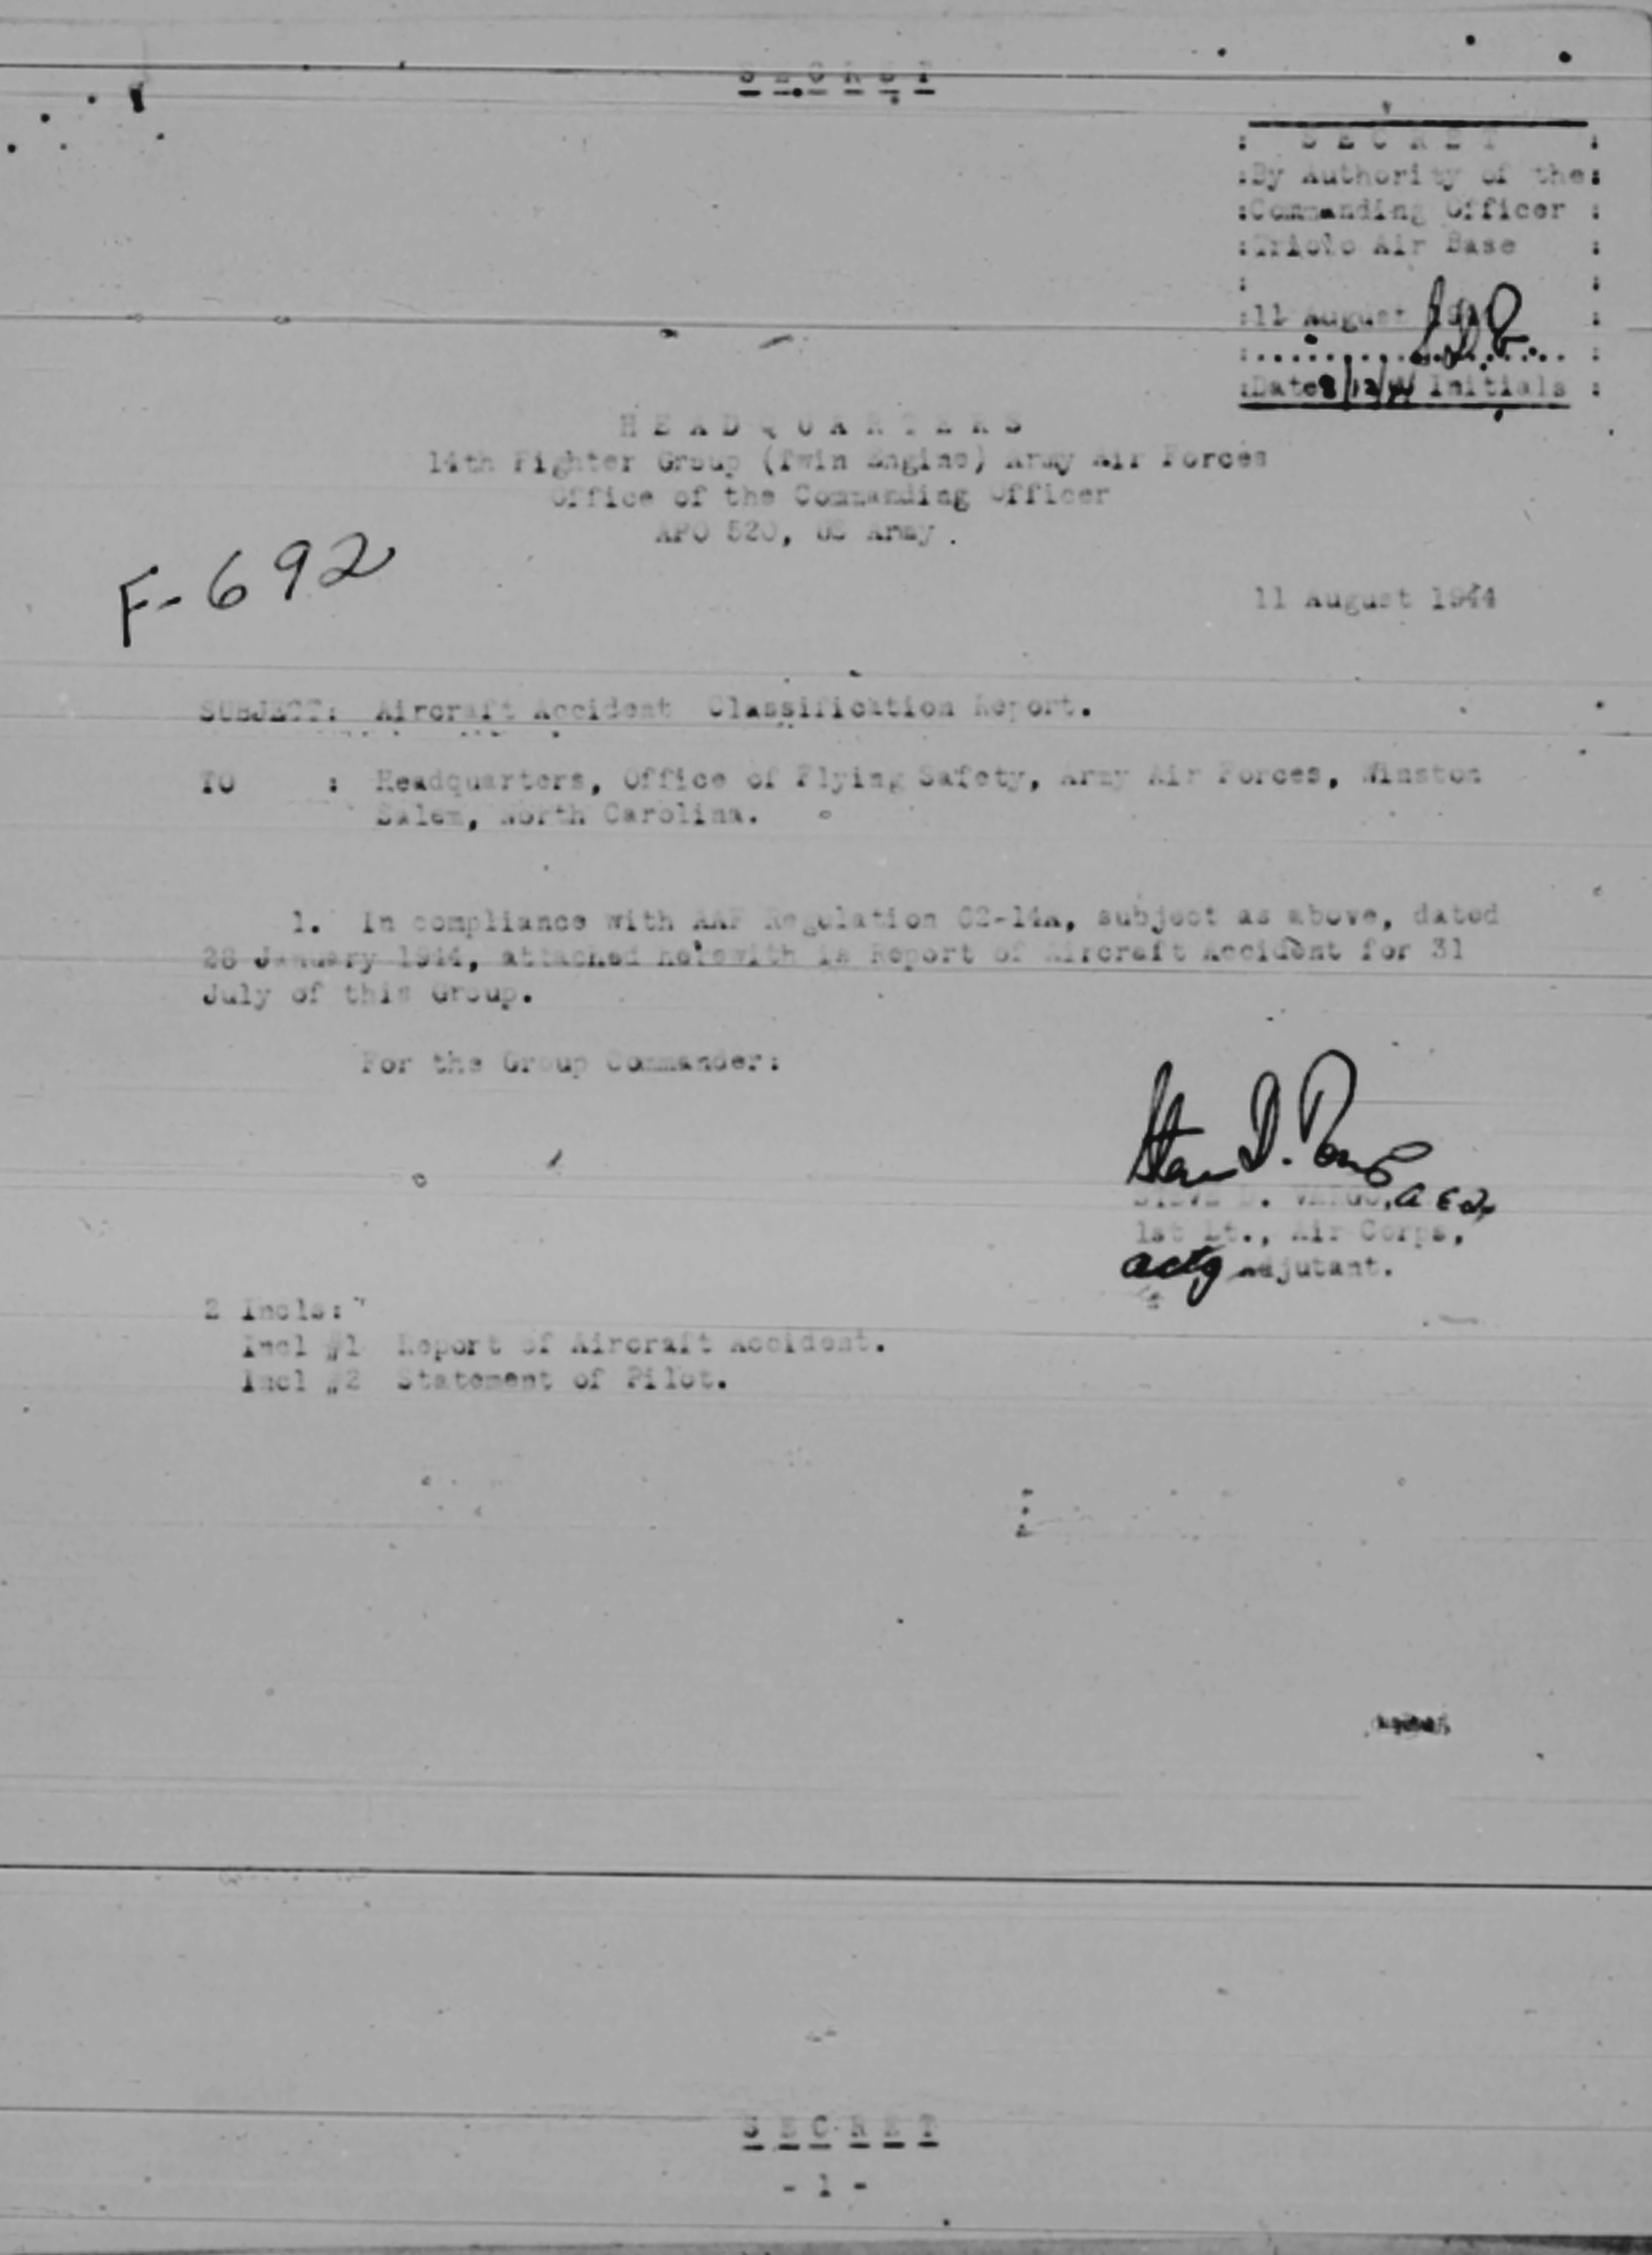 S E C R E T
: S E C R E T :
:By Authority of the:
:Commanding Officer :
:Triolo Air Base :
: :
:11 August
:Date 8/12/44 Initials :
H E A D Q U A R T E R S
14th Fighter Group (Twin Engine) Army Air Forces
Office of the Commanding Officer
APO 520, US Army.
F-692
11 August 1944
SUBJECT: Aircraft Accident Classification Report.
TO : Headquarters, Office of Flying Safety, Army Air Forces, Winston
Salem, North Carolina.
1. In compliance with AAF Regulation 62-14A, subject as above, dated
28 January 1944, attached herewith is Report of Aircraft Accident for 31
July of this Group.
For the Group Commander:
STEVE D. VARGO,
1st Lt., Air Corps,
actg Adjutant.
2 Incls:
Incl #1 Report of Aircraft Accident.
Incl #2 Statement of Pilot.
S E C R E T
- 1 -